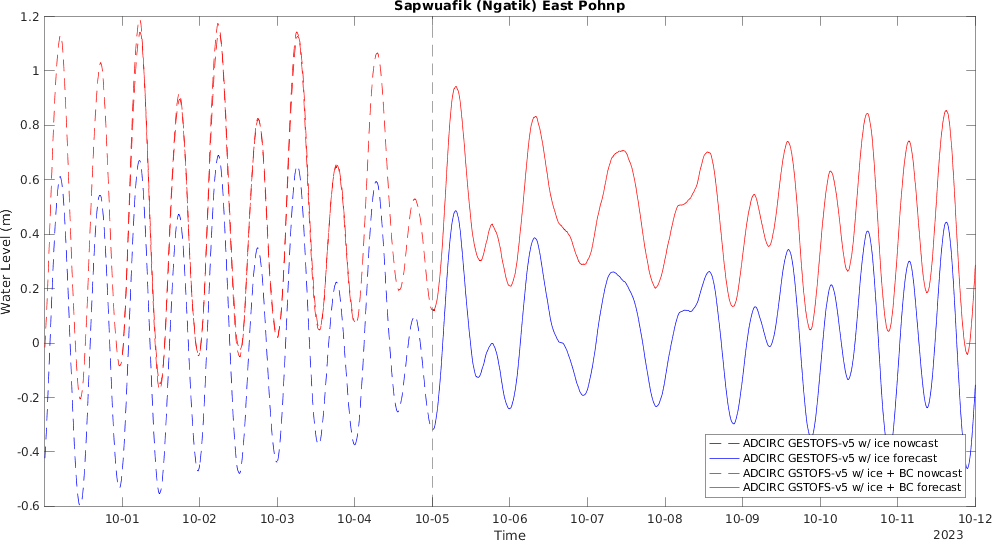 Sapwuafik (Ngatik) East Pohnp
Water Level (m)
1.2
1
0.8
0.6
0.4
0.2
0
-0.2
-0.4
-0.6
ADCIRC GESTOFS-v5 w/ ice nowcast
ADCIRC GESTOFS-v5 w/ ice forecast
ADCIRC GSTOFS-v5 w/ ice + BC nowcast
ADCIRC GSTOFS-v5 w/ ice + BC forecast
10-01 10-02 10-03 10-04 10-05 10-06 10-07 10-08 10-09 10-10 10-11 10-12
Time
2023